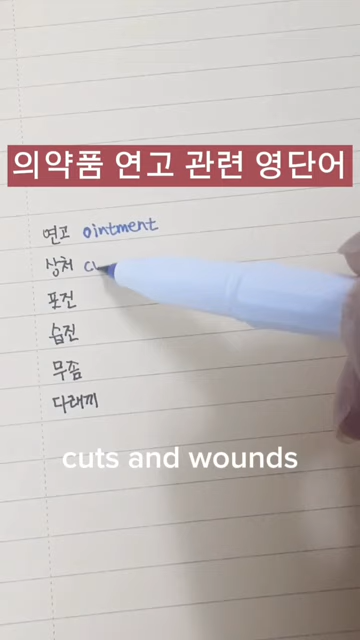 의약품 연고 관련 영단어
연고 ointment
상처 cu
포진
습진
무좀
다래끼
cuts and wounds